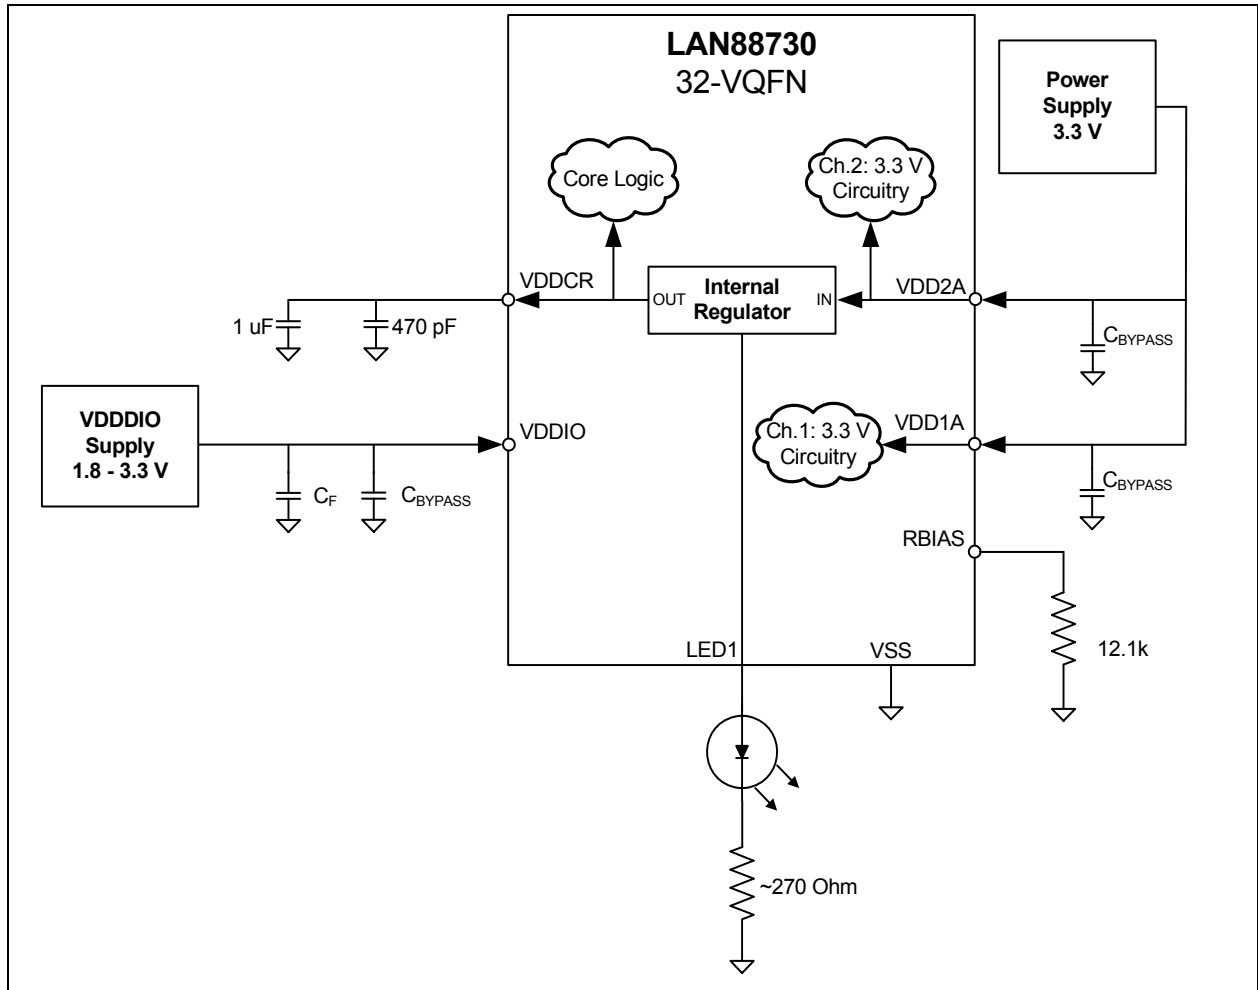 LAN88730
32-VQFN
Power
Supply
3.3 V
Core Logic
Ch.2: 3.3 V
Circuitry
VDDCR
OUT
Internal
Regulator
IN
VDD2A
1 uF
470 pF
CBYPASS
VDDDIO
Supply
1.8 - 3.3 V
VDDIO
Ch.1: 3.3 V
Circuitry
VDD1A
CF
CBYPASS
CBYPASS
RBIAS
12.1k
LED1
VSS
~270 Ohm